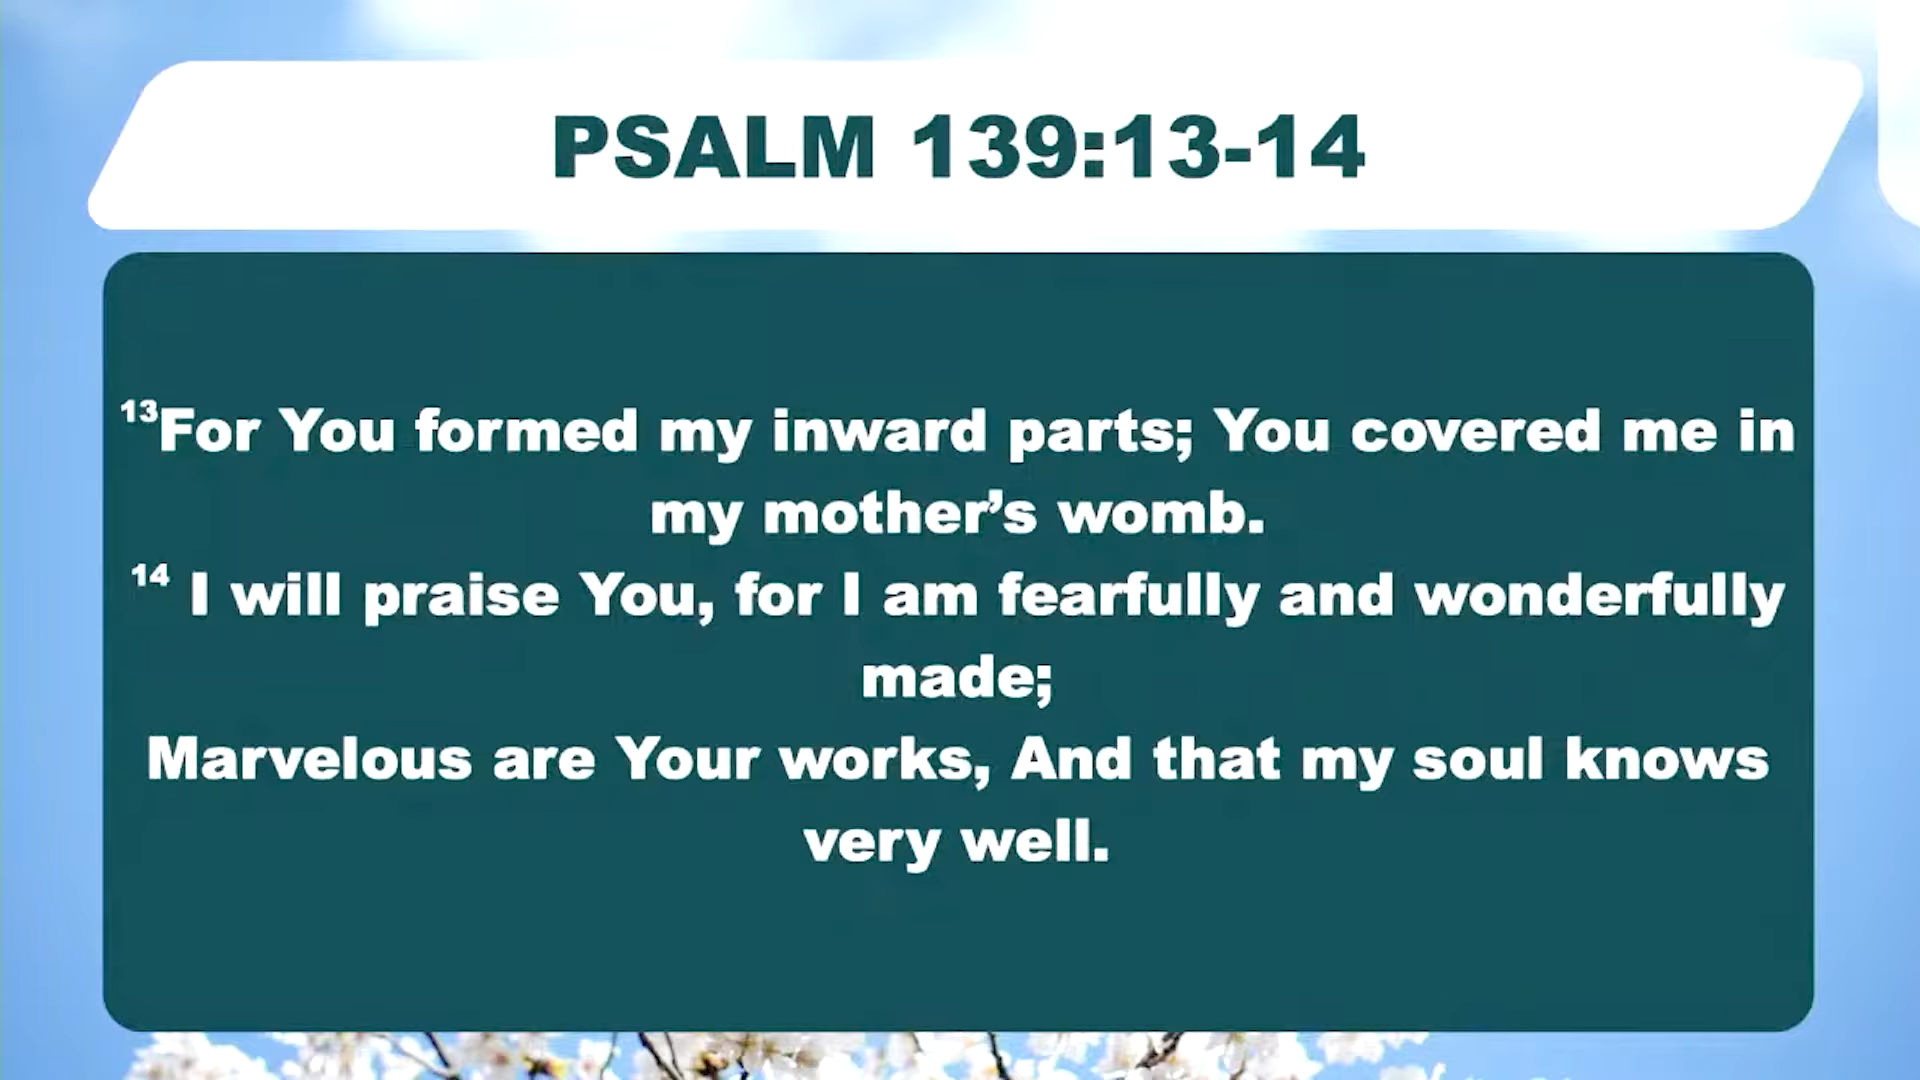 PSALM 139:13-14
13For You formed my inward parts; You covered me in
my mother’s womb.
14 I will praise You, for I am fearfully and wonderfully
made;
Marvelous are Your works, And that my soul knows
very well.